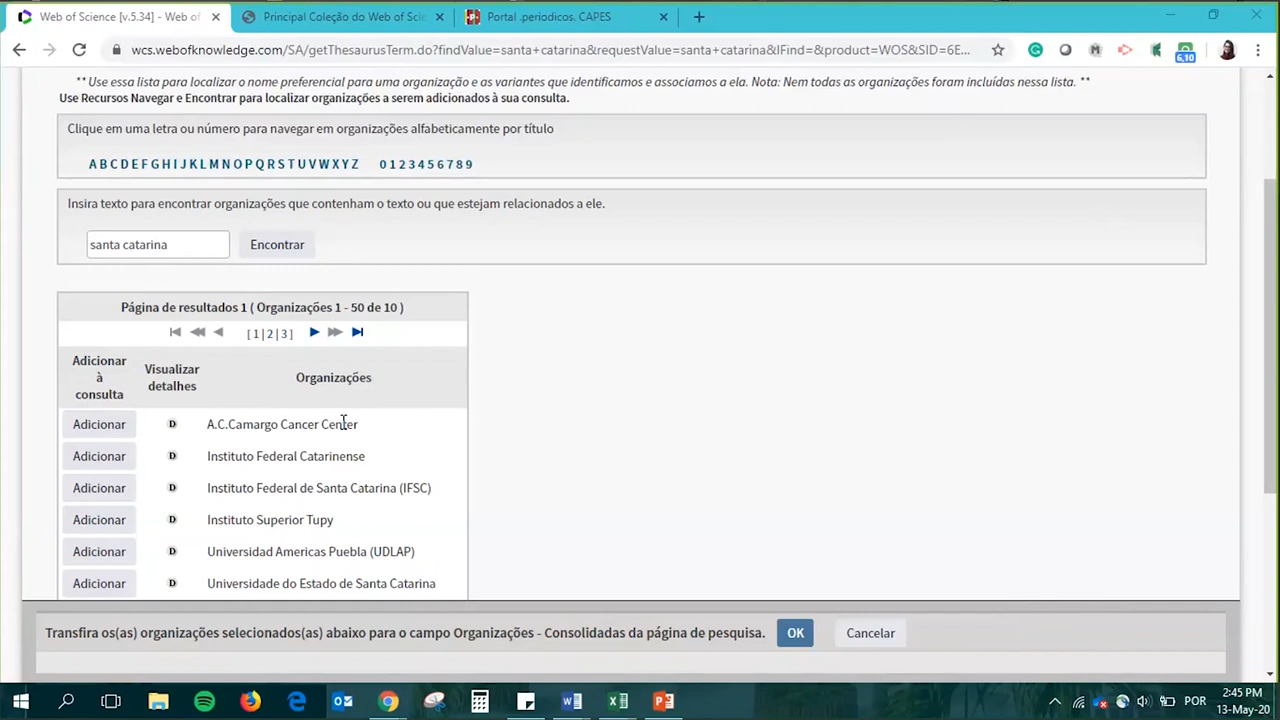 Web of Science [v.5.34] - Web of
Principal Coleção do Web of Scie
Portal .periodicos. CAPES
wcs.webofknowledge.com/SA/getThesaurusTerm.do?findValue=santa+catarina&requestValue=santa+catarina&IFind=&product=WOS&SID=6E...
6,10
** Use essa lista para localizar o nome preferencial para uma organização e as variantes que identificamos e associamos a ela. Nota: Nem todas as organizações foram incluídas nessa lista. **
Use Recursos Navegar e Encontrar para localizar organizações a serem adicionados à sua consulta.
Clique em uma letra ou número para navegar em organizações alfabeticamente por título
A B C D E F G H I J K L M N O P Q R S T U V W X Y Z 0 1 2 3 4 5 6 7 8 9
Insira texto para encontrar organizações que contenham o texto ou que estejam relacionados a ele.
santa catarina Encontrar
Página de resultados 1 ( Organizações 1 - 50 de 10 )
[ 1 | 2 | 3 ]
Adicionar à consulta Visualizar detalhes Organizações
Adicionar D A.C.Camargo Cancer Center
Adicionar D Instituto Federal Catarinense
Adicionar D Instituto Federal de Santa Catarina (IFSC)
Adicionar D Instituto Superior Tupy
Adicionar D Universidad Americas Puebla (UDLAP)
Adicionar D Universidade do Estado de Santa Catarina
Transfira os(as) organizações selecionados(as) abaixo para o campo Organizações - Consolidadas da página de pesquisa. OK Cancelar
POR
2:45 PM
13-May-20